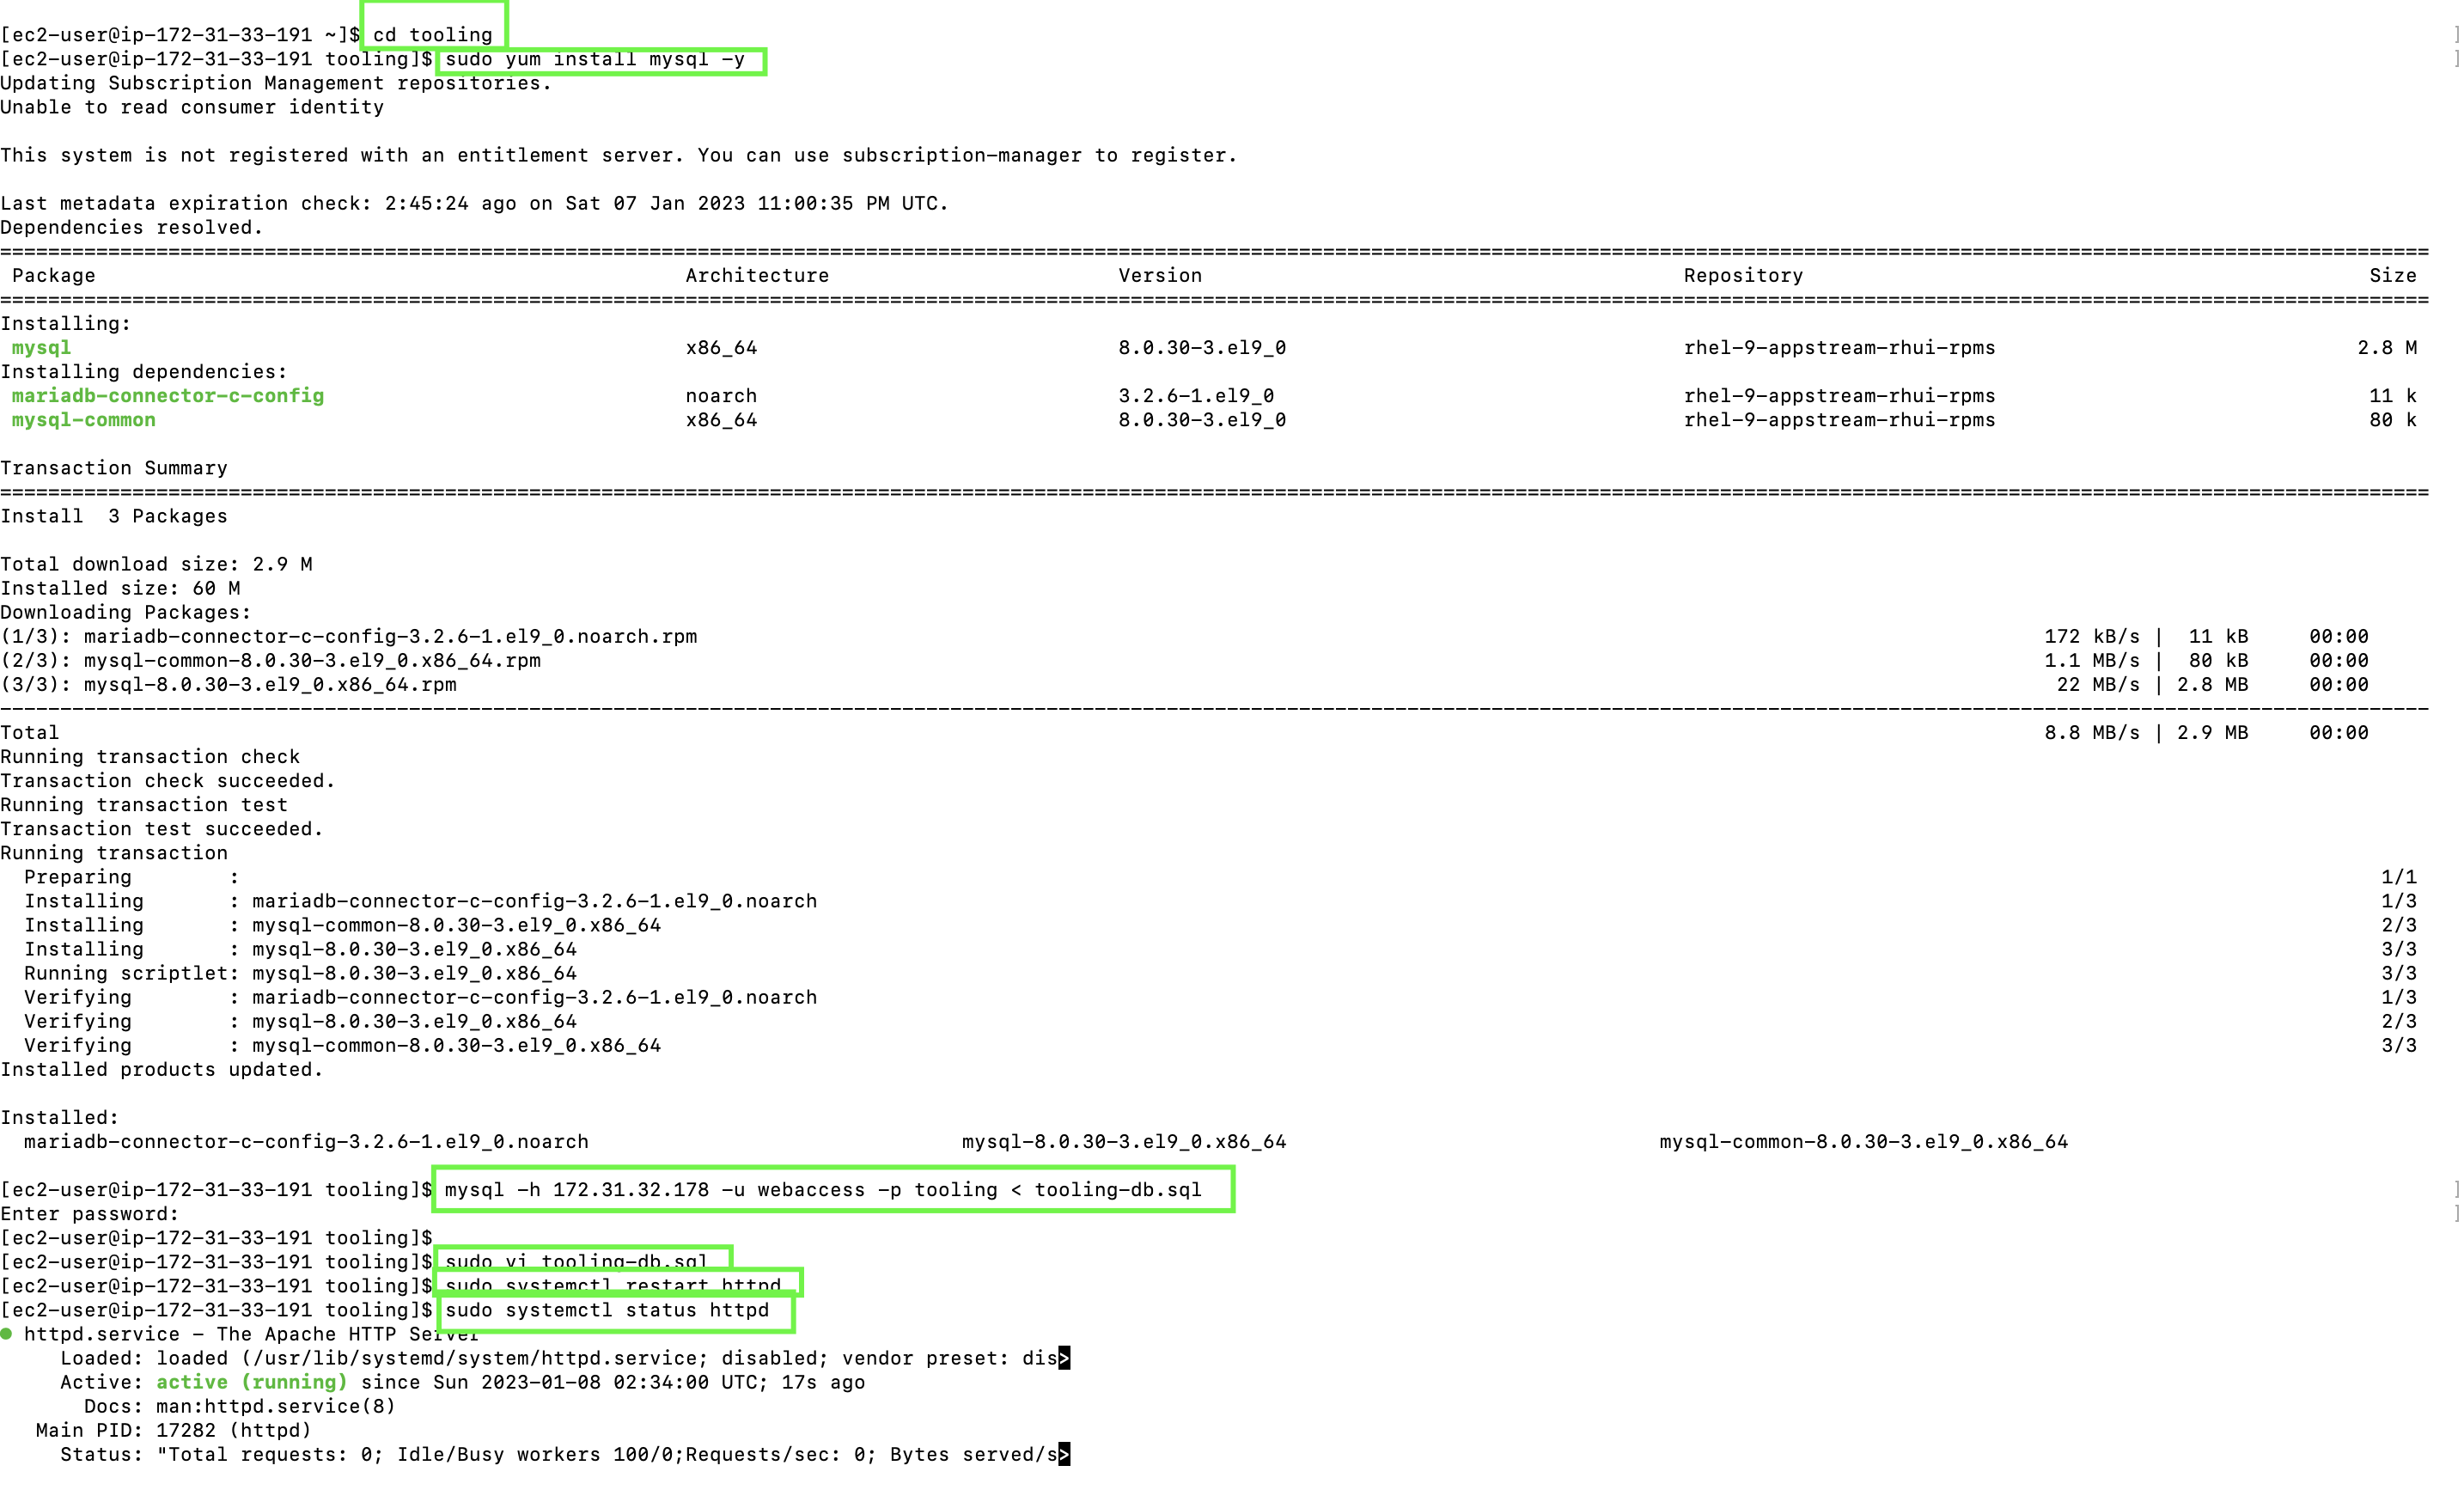 [ec2-user@ip-172-31-33-191 ~]$ cd tooling ]
[ec2-user@ip-172-31-33-191 tooling]$ sudo yum install mysql -y ]
Updating Subscription Management repositories.
Unable to read consumer identity
This system is not registered with an entitlement server. You can use subscription-manager to register.
Last metadata expiration check: 2:45:24 ago on Sat 07 Jan 2023 11:00:35 PM UTC.
Dependencies resolved.
================================================================================
Package Architecture Version Repository Size
================================================================================
Installing:
mysql x86_64 8.0.30-3.el9_0 rhel-9-appstream-rhui-rpms 2.8 M
Installing dependencies:
mariadb-connector-c-config noarch 3.2.6-1.el9_0 rhel-9-appstream-rhui-rpms 11 k
mysql-common x86_64 8.0.30-3.el9_0 rhel-9-appstream-rhui-rpms 80 k
Transaction Summary
================================================================================
Install  3 Packages
Total download size: 2.9 M
Installed size: 60 M
Downloading Packages:
(1/3): mariadb-connector-c-config-3.2.6-1.el9_0.noarch.rpm 172 kB/s |  11 kB     00:00
(2/3): mysql-common-8.0.30-3.el9_0.x86_64.rpm 1.1 MB/s |  80 kB     00:00
(3/3): mysql-8.0.30-3.el9_0.x86_64.rpm 22 MB/s | 2.8 MB     00:00
--------------------------------------------------------------------------------
Total 8.8 MB/s | 2.9 MB     00:00
Running transaction check
Transaction check succeeded.
Running transaction test
Transaction test succeeded.
Running transaction
Preparing        : 1/1
Installing       : mariadb-connector-c-config-3.2.6-1.el9_0.noarch 1/3
Installing       : mysql-common-8.0.30-3.el9_0.x86_64 2/3
Installing       : mysql-8.0.30-3.el9_0.x86_64 3/3
Running scriptlet: mysql-8.0.30-3.el9_0.x86_64 3/3
Verifying        : mariadb-connector-c-config-3.2.6-1.el9_0.noarch 1/3
Verifying        : mysql-8.0.30-3.el9_0.x86_64 2/3
Verifying        : mysql-common-8.0.30-3.el9_0.x86_64 3/3
Installed products updated.
Installed:
mariadb-connector-c-config-3.2.6-1.el9_0.noarch mysql-8.0.30-3.el9_0.x86_64 mysql-common-8.0.30-3.el9_0.x86_64
[ec2-user@ip-172-31-33-191 tooling]$ mysql -h 172.31.32.178 -u webaccess -p tooling < tooling-db.sql ]
Enter password: ]
[ec2-user@ip-172-31-33-191 tooling]$
[ec2-user@ip-172-31-33-191 tooling]$ sudo vi tooling-db.sql
[ec2-user@ip-172-31-33-191 tooling]$ sudo systemctl restart httpd
[ec2-user@ip-172-31-33-191 tooling]$ sudo systemctl status httpd
● httpd.service - The Apache HTTP Server
Loaded: loaded (/usr/lib/systemd/system/httpd.service; disabled; vendor preset: dis>
Active: active (running) since Sun 2023-01-08 02:34:00 UTC; 17s ago
Docs: man:httpd.service(8)
Main PID: 17282 (httpd)
Status: "Total requests: 0; Idle/Busy workers 100/0;Requests/sec: 0; Bytes served/s>